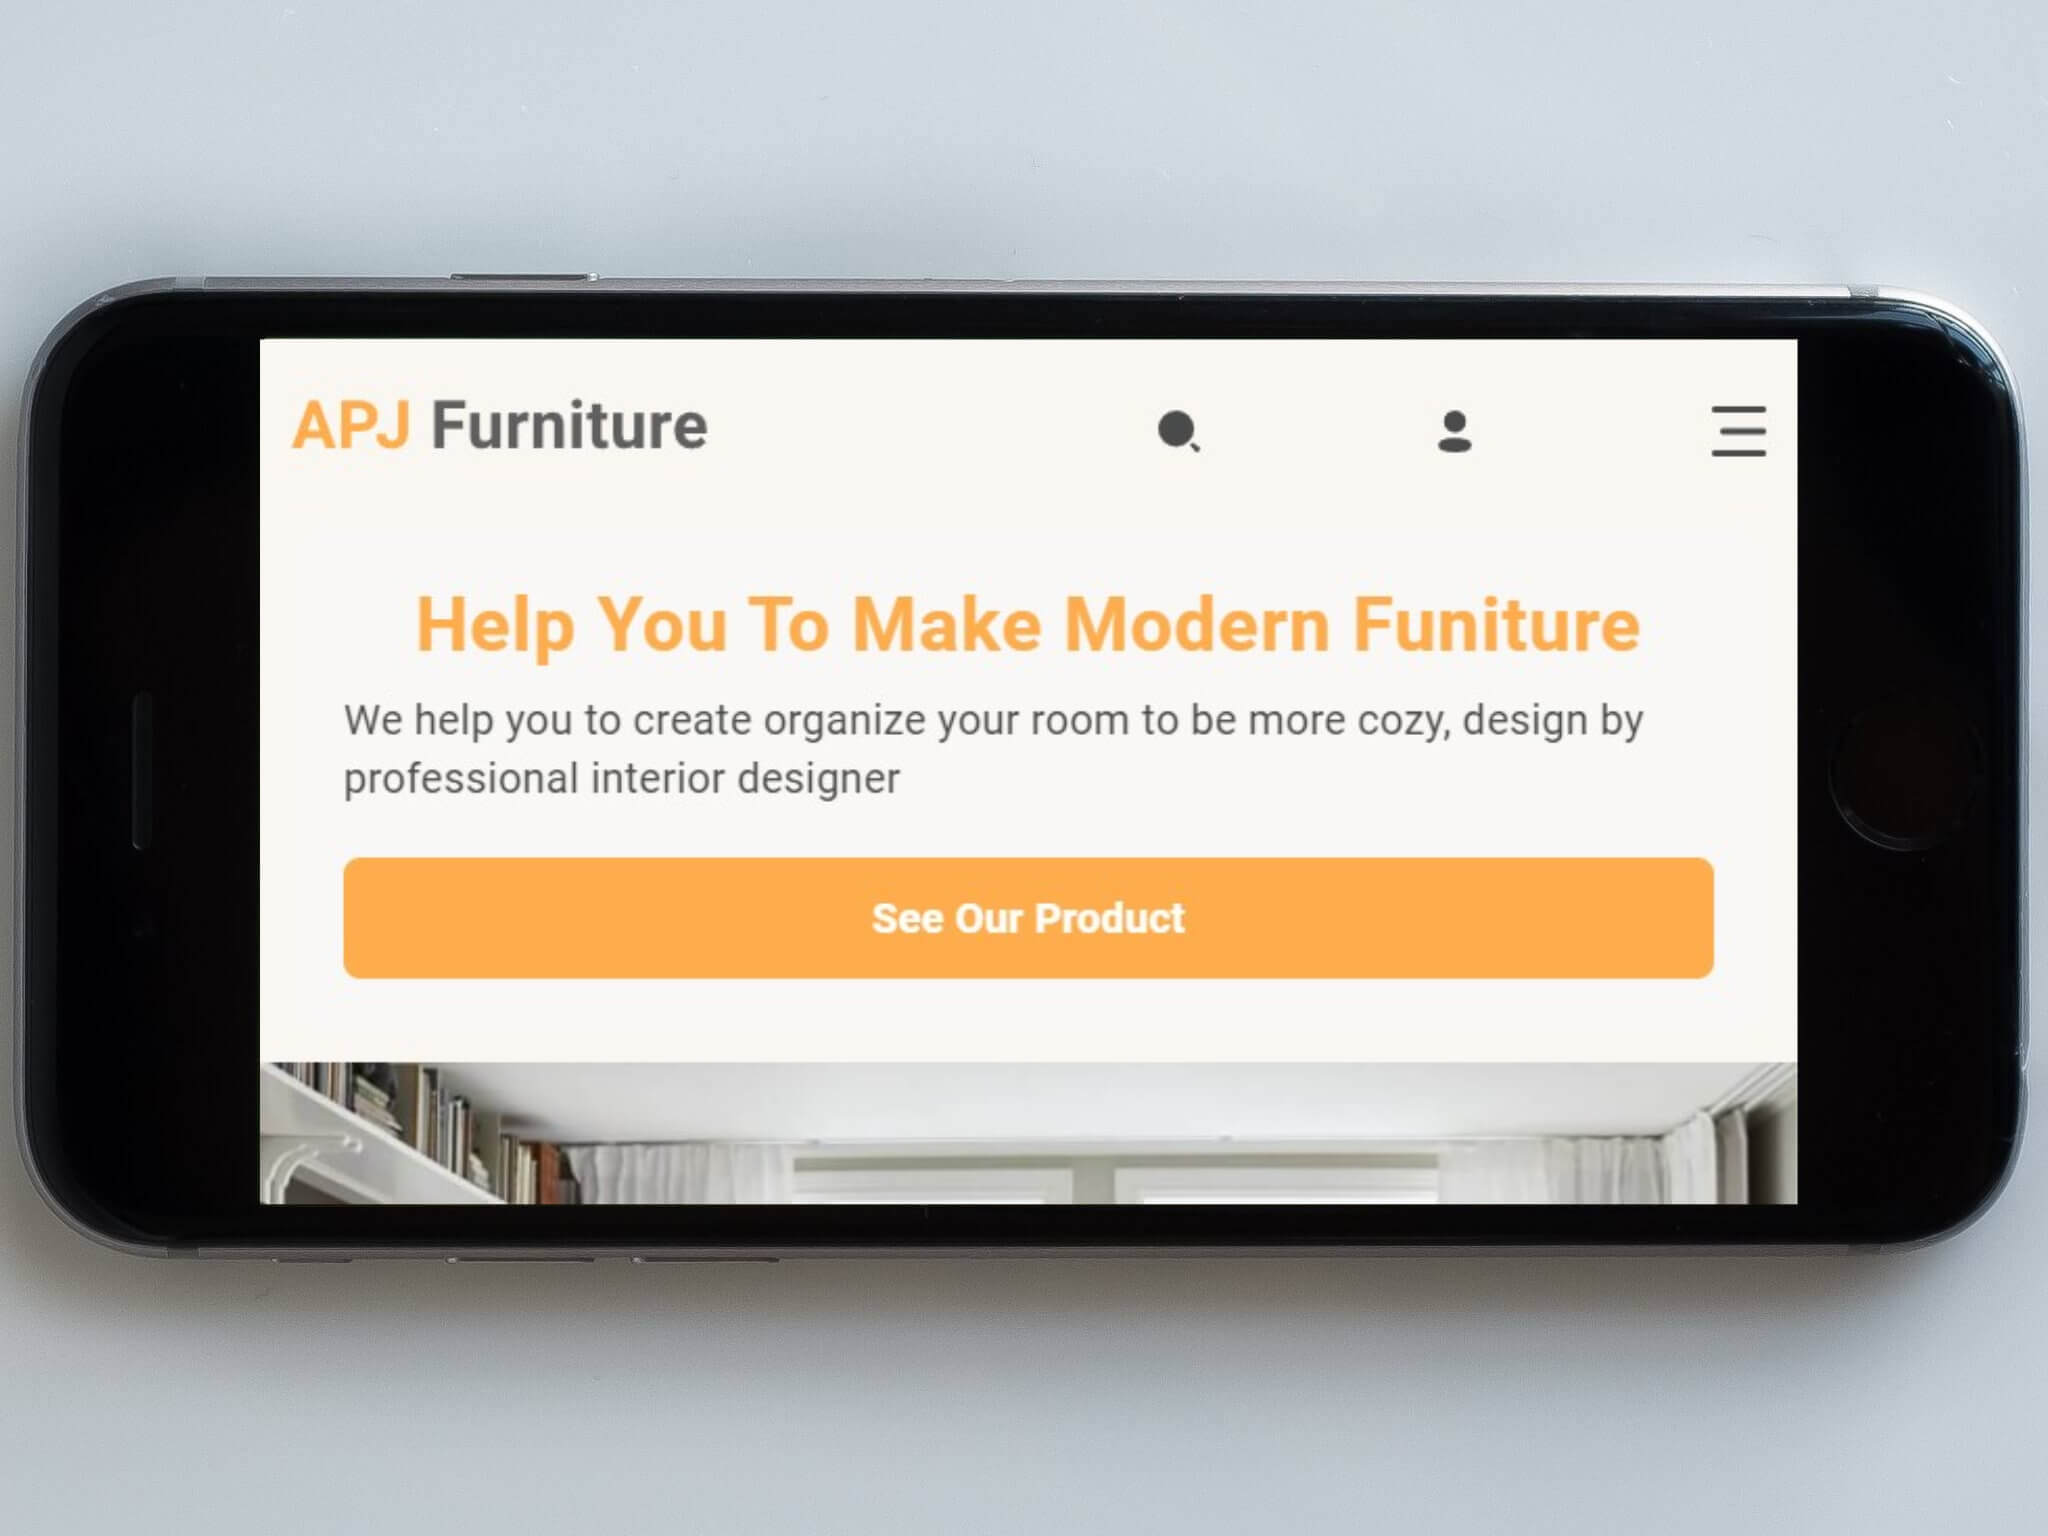 APJ Furniture
Help You To Make Modern Funiture
We help you to create organize your room to be more cozy, design by
professional interior designer
See Our Product